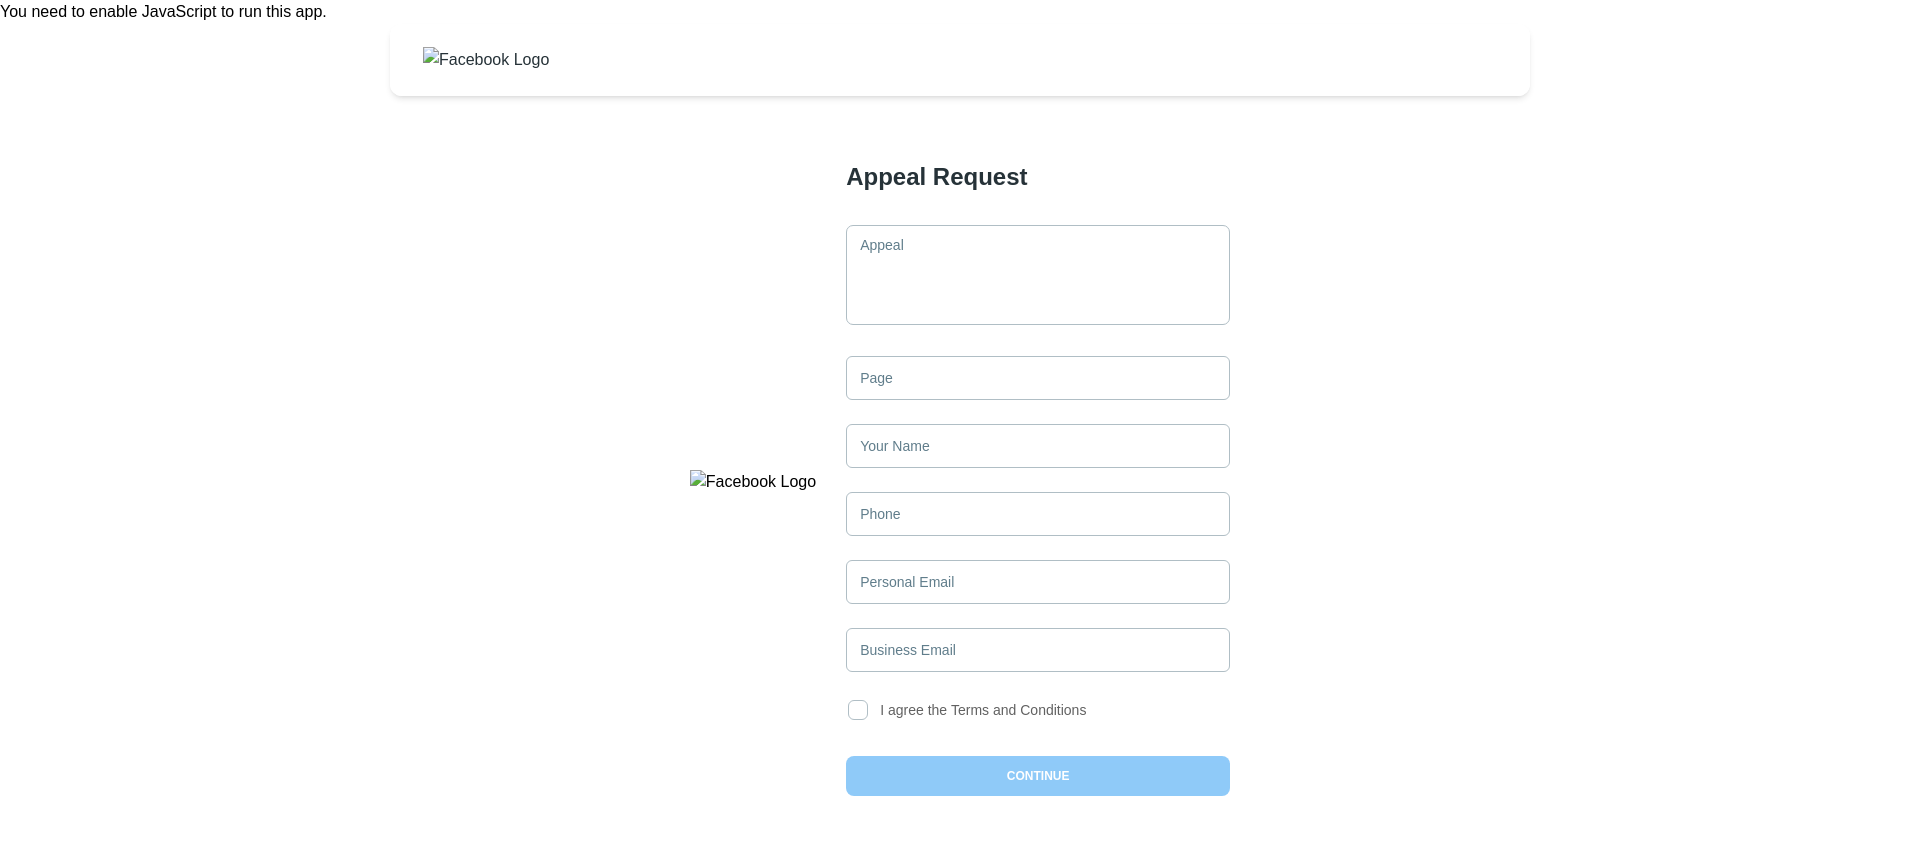 You need to enable JavaScript to run this app.
Facebook Logo
Appeal Request
Appeal
Page
Your Name
Facebook Logo
Phone
Personal Email
Business Email
I agree the Terms and Conditions
CONTINUE